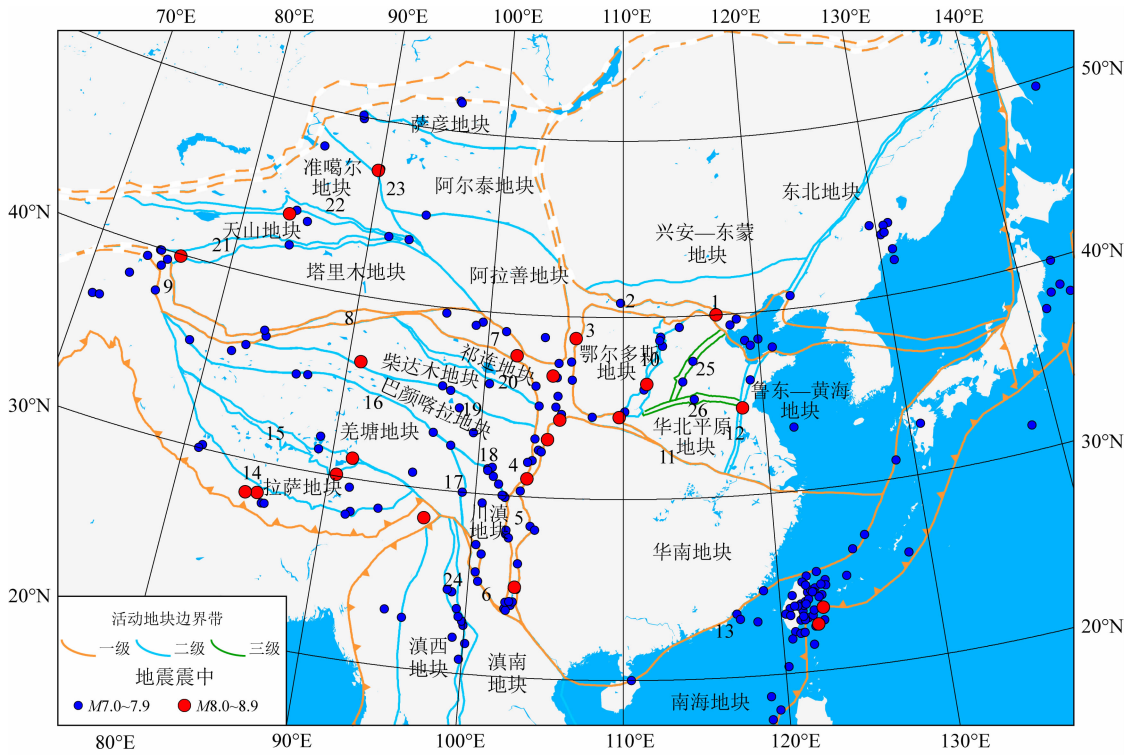 70°E 80°E 90°E 100°E 110°E 120°E 130°E 140°E
50°N
萨彦地块
准噶尔
地块
23
阿尔泰地块
东北地块
22
40°N
天山地块
21
兴安—东蒙
地块
40°N
塔里木地块
阿拉善地块
9
2
1
8
7
3
祁连地块
鄂尔多斯
地块
10
柴达木地块
20
25
巴颜喀拉地块
16
19
26
鲁东—黄海
地块
30°N
羌塘地块
华北平原
地块
12
15
11
30°N
18
4
14
拉萨地块
17
川滇
地块
5
华南地块
24
6
20°N
13
20°N
滇西
地块
滇南
地块
南海地块
活动地块边界带
一级 二级 三级
地震震中
M7.0~7.9 M8.0~8.9
80°E 90°E 100°E 110°E 120°E 130°E